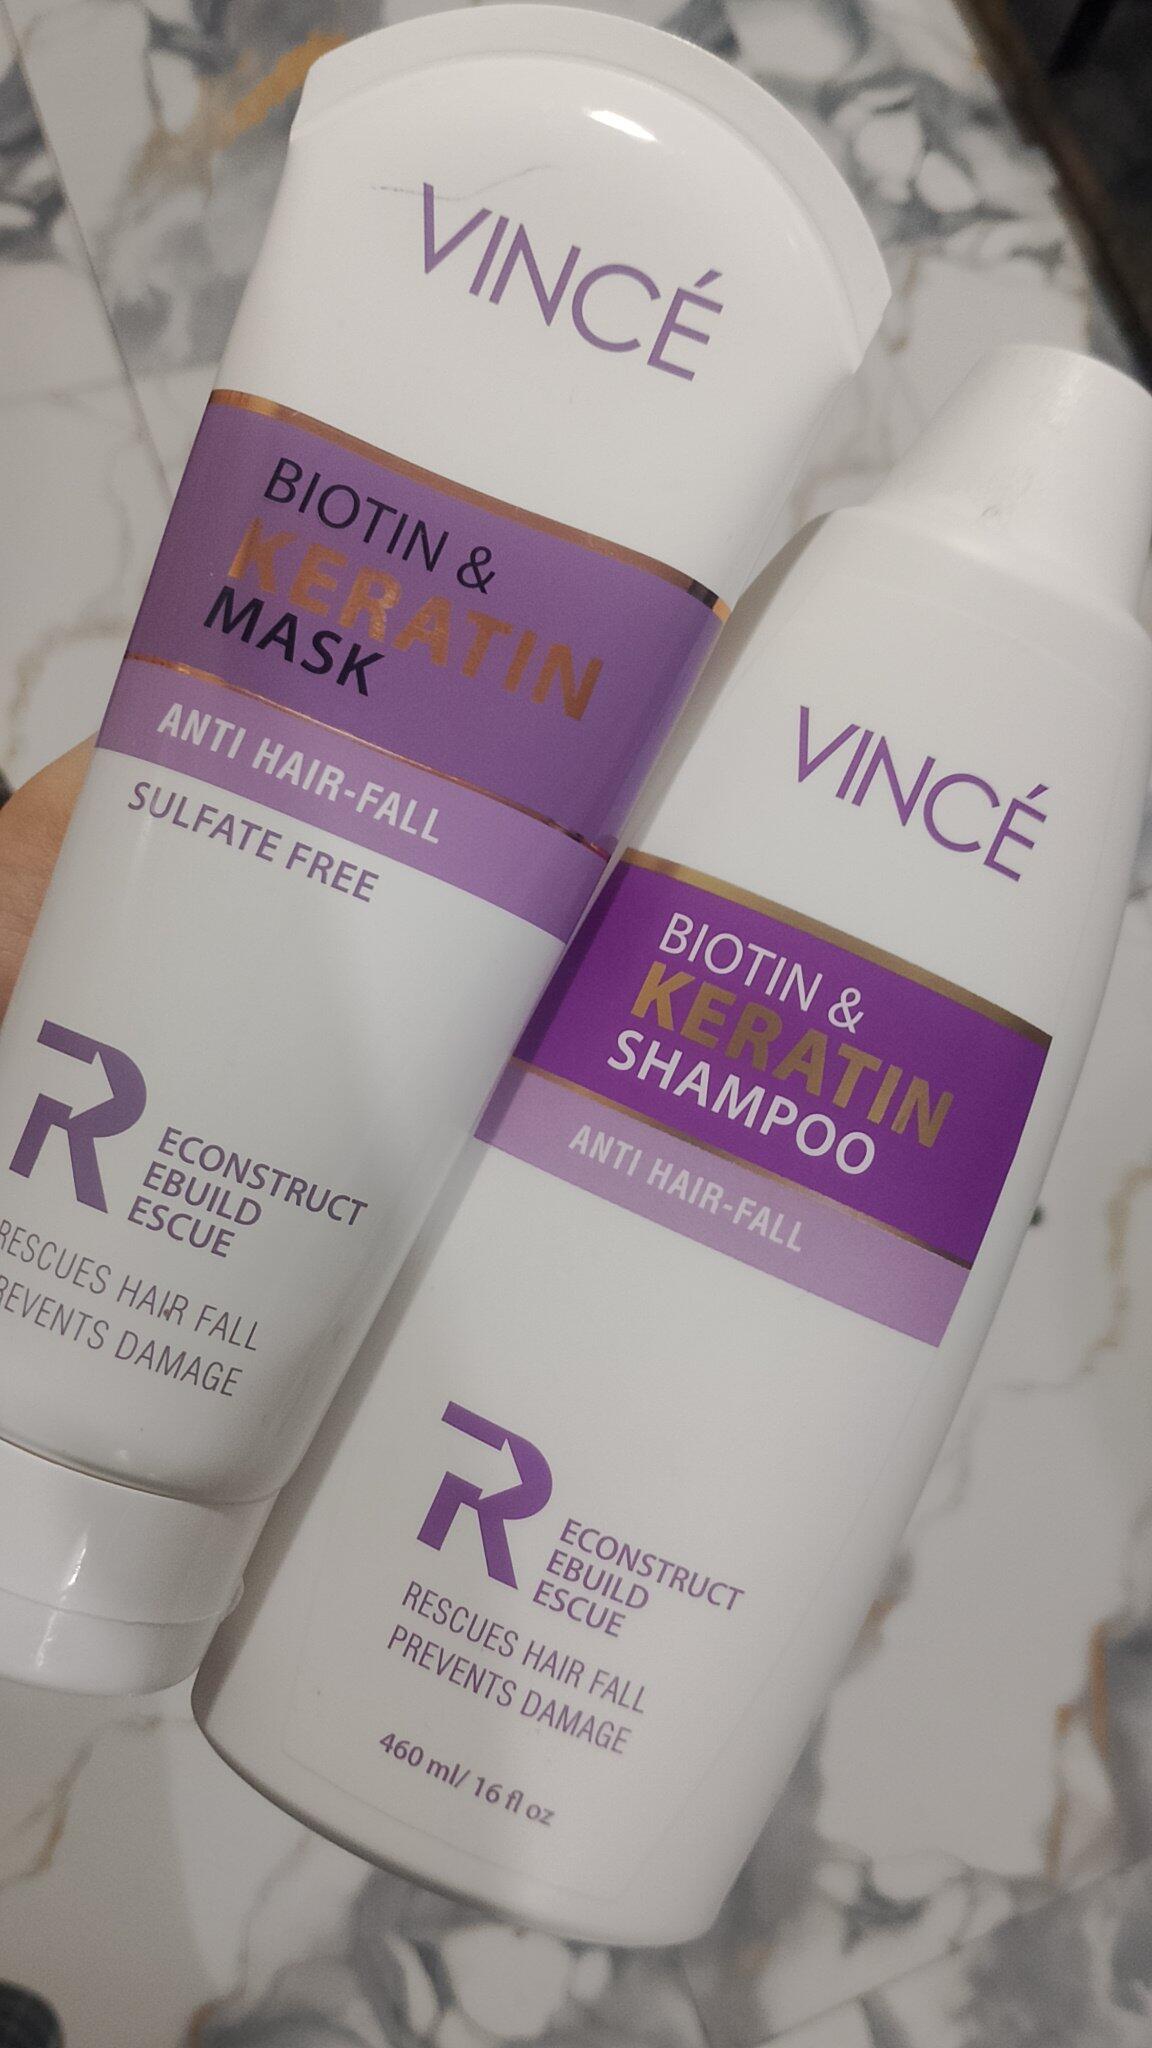 VINCÉ
BIOTIN &
KERATIN
MASK
ANTI HAIR-FALL
SULFATE FREE
R
ECONSTRUCT
EBUILD
ESCUE
RESCUES HAIR FALL
PREVENTS DAMAGE
VINCÉ
BIOTIN &
KERATIN
SHAMPOO
ANTI HAIR-FALL
R
ECONSTRUCT
EBUILD
ESCUE
RESCUES HAIR FALL
PREVENTS DAMAGE
460 ml/ 16 fl oz